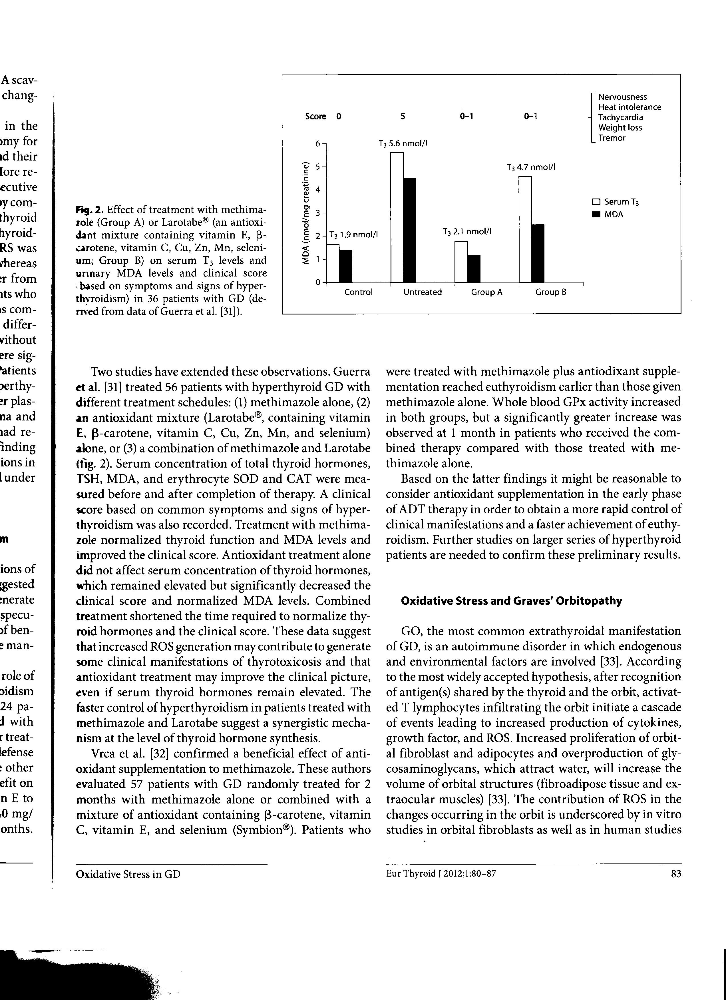 A scav-
chang-
in the
omy for
nd their
More re-
ecutive
by com-
thyroid
hyroid-
RS was
whereas
er from
nts who
as com-
differ-
without
ere sig-
Patients
perthy-
er plas-
ma and
had re-
finding
tions in
d under
m
tions of
ggested
enerate
specu-
of ben-
e man-
role of
oidism
24 pa-
d with
r treat-
defense
e other
efit on
n E to
40 mg/
onths.
Fig. 2. Effect of treatment with methima-
zole (Group A) or Larotabe® (an antioxi-
dant mixture containing vitamin E, β-
carotene, vitamin C, Cu, Zn, Mn, seleni-
um; Group B) on serum T3 levels and
urinary MDA levels and clinical score
based on symptoms and signs of hyper-
thyroidism) in 36 patients with GD (de-
rived from data of Guerra et al. [31]).
Score 0 5 0–1 0–1
Nervousness
Heat intolerance
Tachycardia
Weight loss
Tremor
MDA (nmol/mg creatinine)
6
5
4
3
2
1
0
T3 1.9 nmol/l
T3 5.6 nmol/l
T3 2.1 nmol/l
T3 4.7 nmol/l
Control Untreated Group A Group B
Serum T3
MDA
Two studies have extended these observations. Guerra
et al. [31] treated 56 patients with hyperthyroid GD with
different treatment schedules: (1) methimazole alone, (2)
an antioxidant mixture (Larotabe®, containing vitamin
E, β-carotene, vitamin C, Cu, Zn, Mn, and selenium)
alone, or (3) a combination of methimazole and Larotabe
(fig. 2). Serum concentration of total thyroid hormones,
TSH, MDA, and erythrocyte SOD and CAT were mea-
sured before and after completion of therapy. A clinical
score based on common symptoms and signs of hyper-
thyroidism was also recorded. Treatment with methima-
zole normalized thyroid function and MDA levels and
improved the clinical score. Antioxidant treatment alone
did not affect serum concentration of thyroid hormones,
which remained elevated but significantly decreased the
clinical score and normalized MDA levels. Combined
treatment shortened the time required to normalize thy-
roid hormones and the clinical score. These data suggest
that increased ROS generation may contribute to generate
some clinical manifestations of thyrotoxicosis and that
antioxidant treatment may improve the clinical picture,
even if serum thyroid hormones remain elevated. The
faster control of hyperthyroidism in patients treated with
methimazole and Larotabe suggest a synergistic mecha-
nism at the level of thyroid hormone synthesis.
Vrca et al. [32] confirmed a beneficial effect of anti-
oxidant supplementation to methimazole. These authors
evaluated 57 patients with GD randomly treated for 2
months with methimazole alone or combined with a
mixture of antioxidant containing β-carotene, vitamin
C, vitamin E, and selenium (Symbion®). Patients who
were treated with methimazole plus antiodixant supple-
mentation reached euthyroidism earlier than those given
methimazole alone. Whole blood GPx activity increased
in both groups, but a significantly greater increase was
observed at 1 month in patients who received the com-
bined therapy compared with those treated with me-
thimazole alone.
Based on the latter findings it might be reasonable to
consider antioxidant supplementation in the early phase
of ADT therapy in order to obtain a more rapid control of
clinical manifestations and a faster achievement of euthy-
roidism. Further studies on larger series of hyperthyroid
patients are needed to confirm these preliminary results.
Oxidative Stress and Graves' Orbitopathy
GO, the most common extrathyroidal manifestation
of GD, is an autoimmune disorder in which endogenous
and environmental factors are involved [33]. According
to the most widely accepted hypothesis, after recognition
of antigen(s) shared by the thyroid and the orbit, activat-
ed T lymphocytes infiltrating the orbit initiate a cascade
of events leading to increased production of cytokines,
growth factor, and ROS. Increased proliferation of orbit-
al fibroblast and adipocytes and overproduction of gly-
cosaminoglycans, which attract water, will increase the
volume of orbital structures (fibroadipose tissue and ex-
traocular muscles) [33]. The contribution of ROS in the
changes occurring in the orbit is underscored by in vitro
studies in orbital fibroblasts as well as in human studies
Oxidative Stress in GD
Eur Thyroid J 2012;1:80–87
83